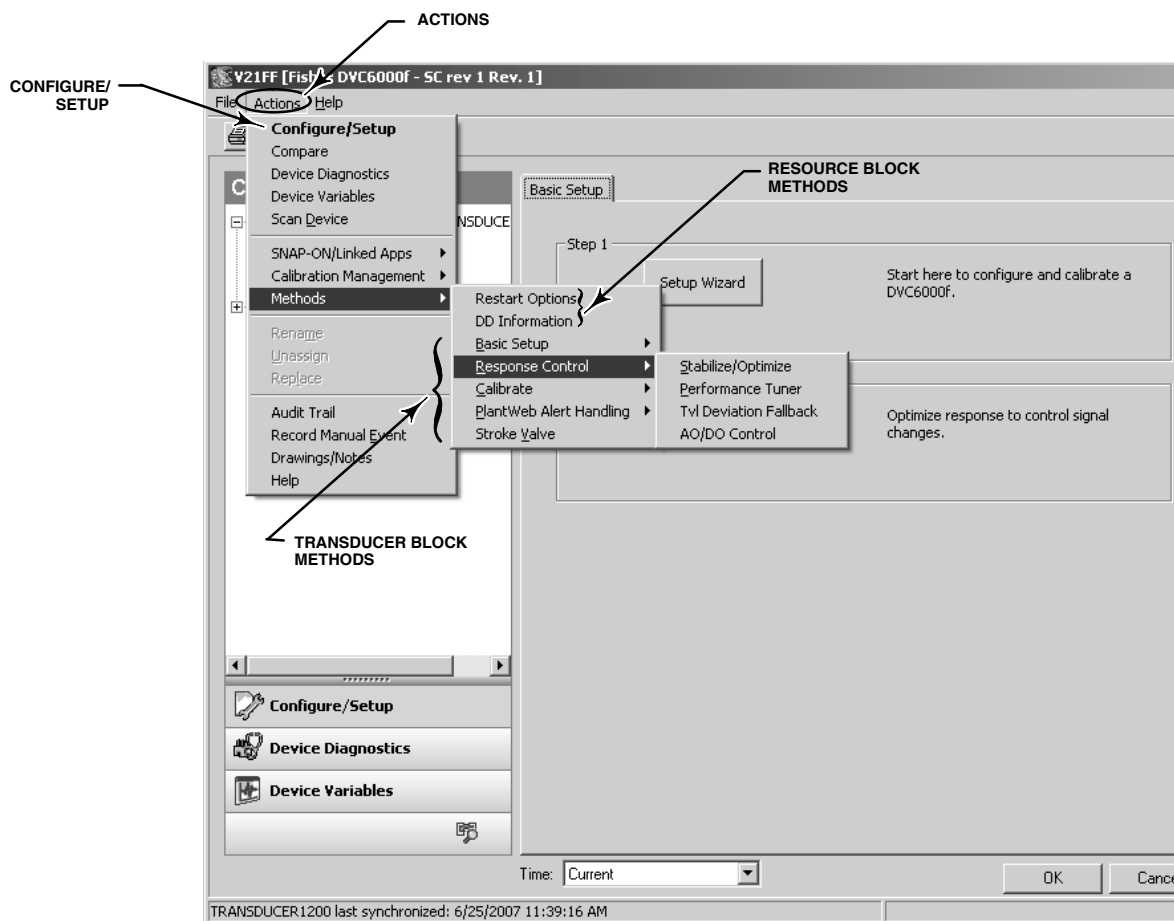 ACTIONS
CONFIGURE/
SETUP
V21FF [Fisher DVC6000f - SC rev 1 Rev. 1]
File Actions Help
Configure/Setup
Compare
Device Diagnostics
Device Variables
Scan Device
SNAP-ON/Linked Apps
Calibration Management
Methods
Rename
Unassign
Replace
Audit Trail
Record Manual Event
Drawings/Notes
Help
C
NSDUCE
Restart Options
DD Information
Basic Setup
Response Control
Calibrate
PlantWeb Alert Handling
Stroke Valve
Stabilize/Optimize
Performance Tuner
Tvl Deviation Fallback
AO/DO Control
RESOURCE BLOCK
METHODS
TRANSDUCER BLOCK
METHODS
Basic Setup
Step 1
Setup Wizard
Start here to configure and calibrate a
DVC6000f.
Optimize response to control signal
changes.
Configure/Setup
Device Diagnostics
Device Variables
Time: Current
OK
Cance
TRANSDUCER1200 last synchronized: 6/25/2007 11:39:16 AM